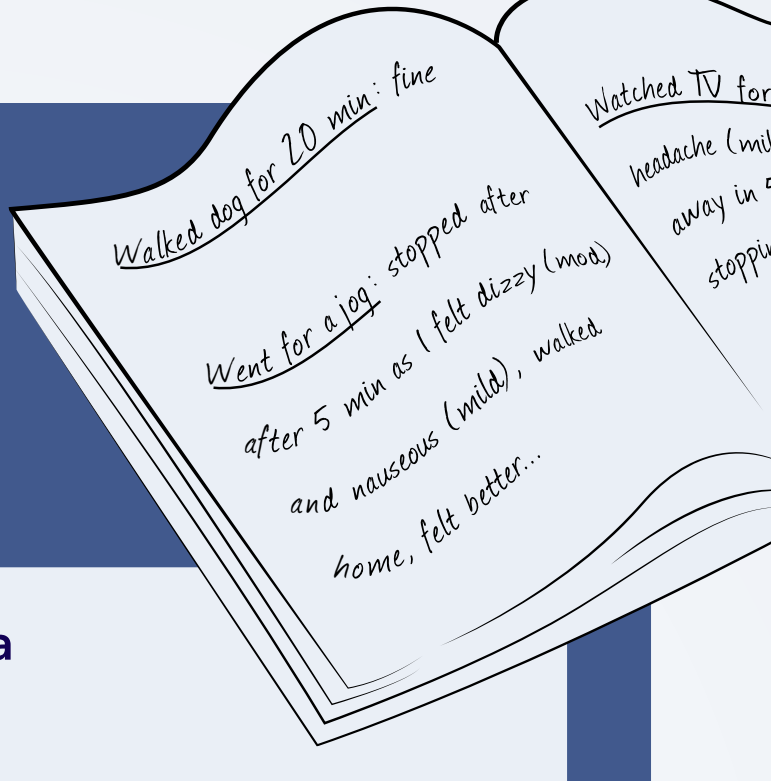 Walked dog for 20 min: fine
Went for a jog: stopped after
after 5 min as I felt dizzy (mod)
and nauseous (mild), walked
home, felt better...
Watched TV for
headache (mil
away in
stoppin
a